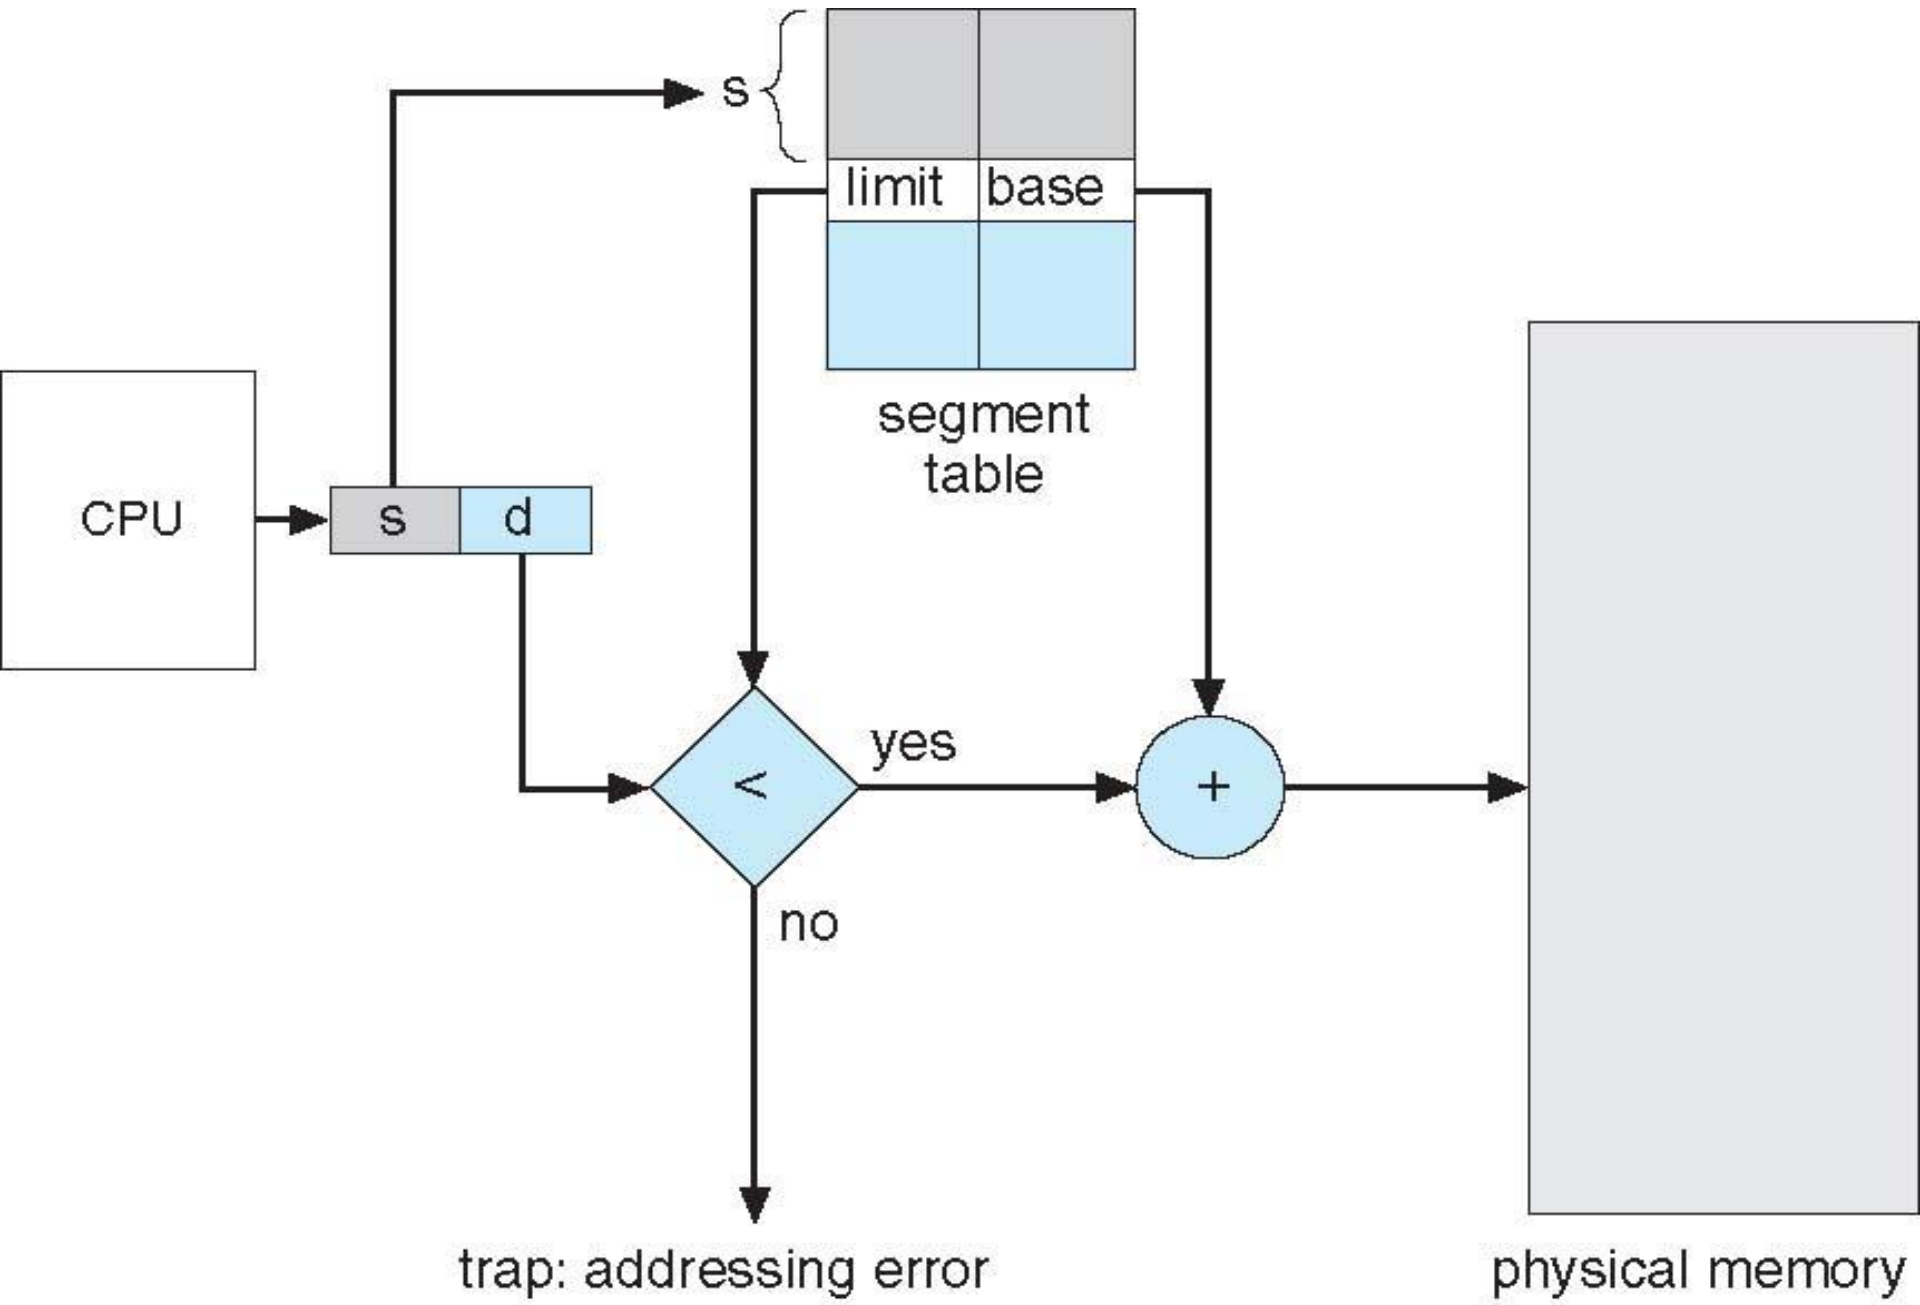 s
limit base
segment
table
CPU
s d
yes
<
+
no
trap: addressing error
physical memory